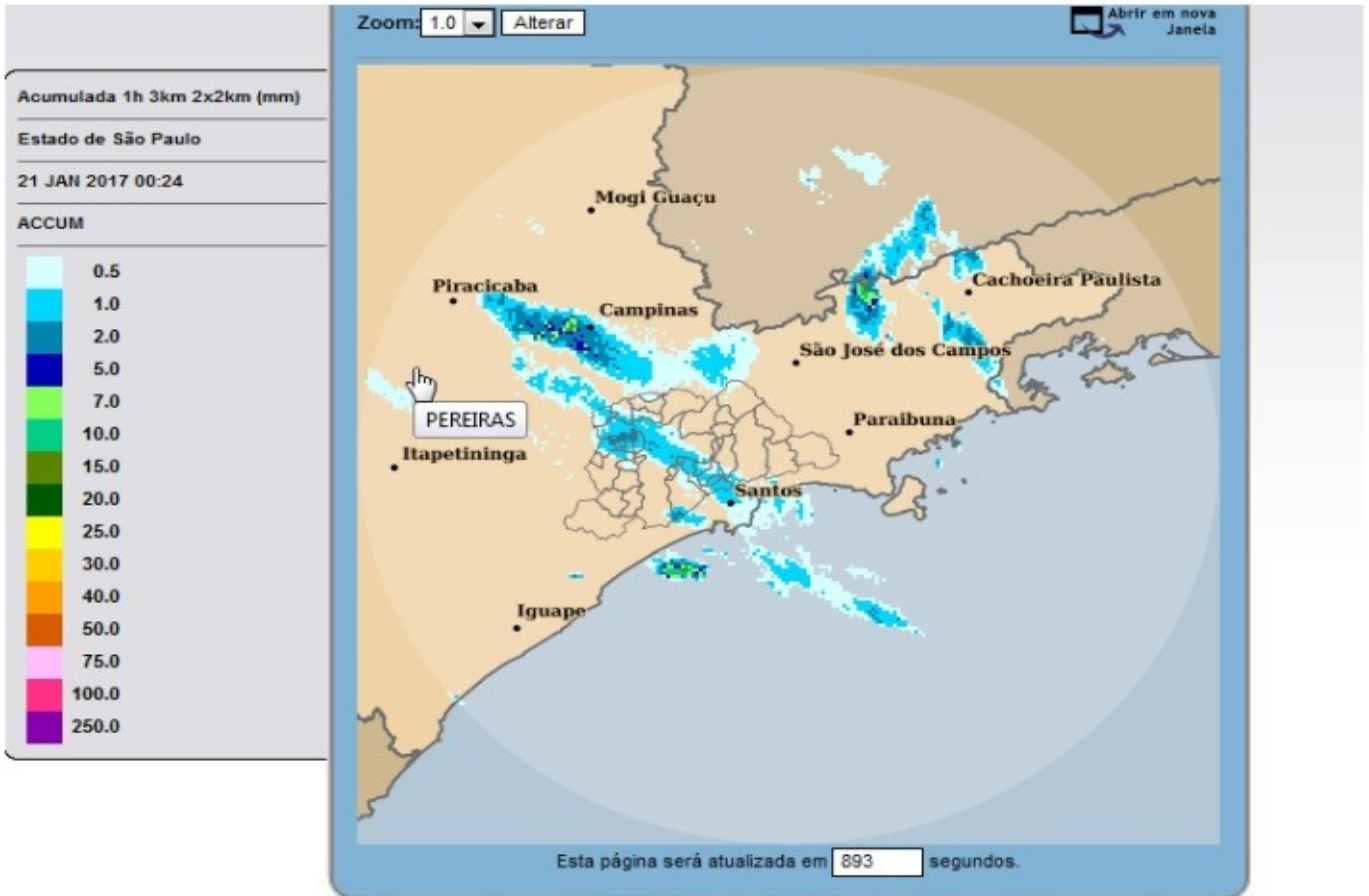 Zoom: 1.0 Alterar
Abrir em nova
Janela
Acumulada 1h 3km 2x2km (mm)
Estado de São Paulo
21 JAN 2017 00:24
ACCUM
0.5
1.0
2.0
5.0
7.0
10.0
15.0
20.0
25.0
30.0
40.0
50.0
75.0
100.0
250.0
Mogi Guaçu
Piracicaba
Cachoeira Paulista
Campinas
São José dos Campos
PEREIRAS
Paraibuna
Itapetininga
Santos
Iguape
Esta página será atualizada em 893 segundos.